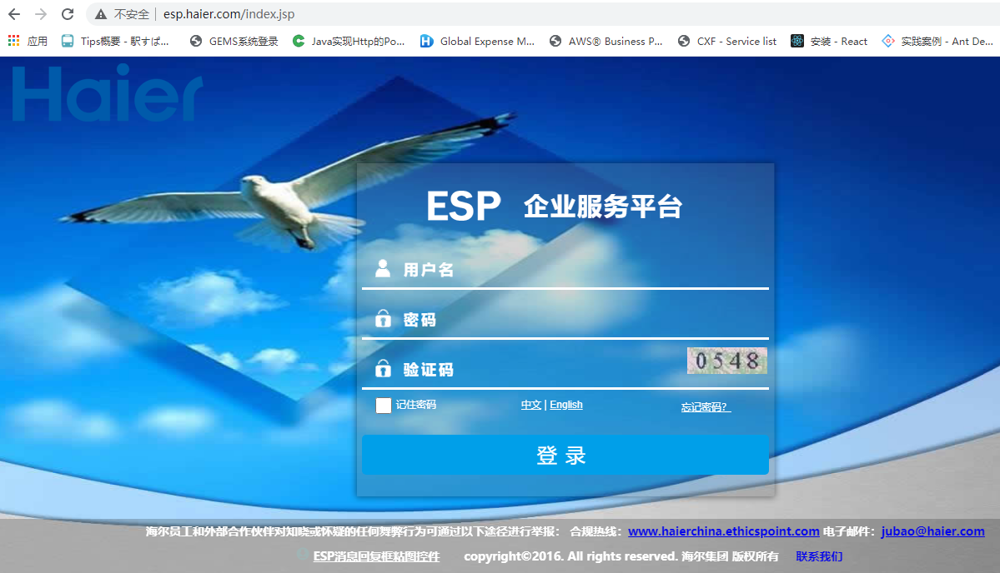 不安全 | esp.haier.com/index.jsp
应用 Tips概要 - 駅すぱ... GEMS系统登录 Java实现Http的Po... Global Expense M... AWS® Business P... CXF - Service list 安装 - React 实践案例 - Ant De...
Haier
ESP 企业服务平台
用户名
密码
验证码 0548
记住密码 中文 | English 忘记密码？
登 录
海尔员工和外部合作伙伴对知晓或怀疑的任何舞弊行为可通过以下途径进行举报： 合规热线：www.haierchina.ethicspoint.com 电子邮件：jubao@haier.com
ESP消息回复框粘图控件 copyright©2016. All rights reserved. 海尔集团 版权所有 联系我们